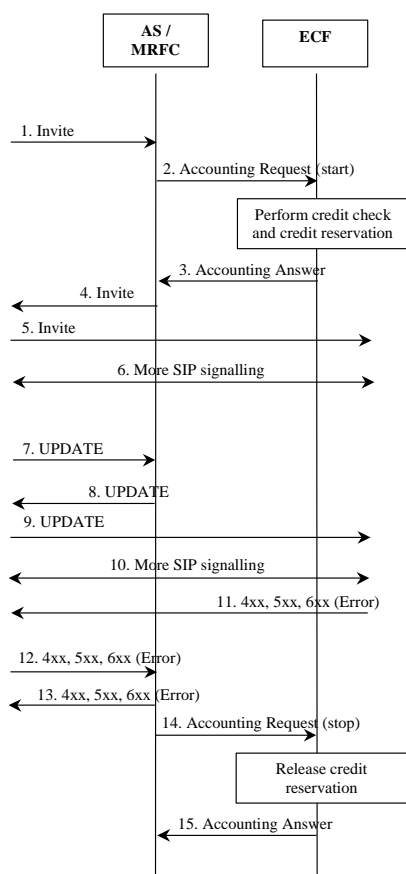 AS /
MRFC
ECF
1. Invite
2. Accounting Request (start)
Perform credit check
and credit reservation
3. Accounting Answer
4. Invite
5. Invite
6. More SIP signalling
7. UPDATE
8. UPDATE
9. UPDATE
10. More SIP signalling
11. 4xx, 5xx, 6xx (Error)
12. 4xx, 5xx, 6xx (Error)
13. 4xx, 5xx, 6xx (Error)
14. Accounting Request (stop)
Release credit
reservation
15. Accounting Answer